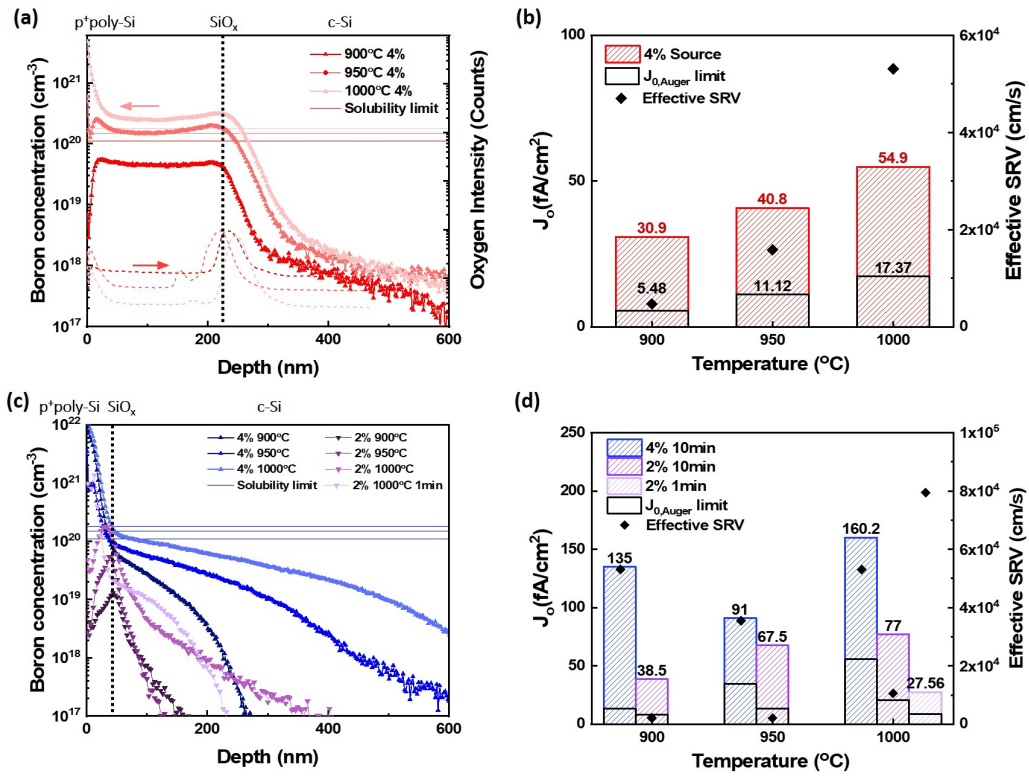 (a)
p⁺poly-Si
SiOₓ
c-Si
Boron concentration (cm⁻³)
10²¹
10²⁰
10¹⁹
10¹⁸
10¹⁷
900°C 4%
950°C 4%
1000°C 4%
Solubility limit
Oxygen Intensity (Counts)
0
200
400
600
Depth (nm)
(b)
J₀(fA/cm²)
100
50
0
4% Source
J₀,Auger limit
Effective SRV
30.9
5.48
40.8
11.12
54.9
17.37
900
950
1000
Temperature (°C)
6x10⁴
4x10⁴
2x10⁴
0
Effective SRV (cm/s)
(c)
p⁺poly-Si
SiOₓ
c-Si
Boron concentration (cm⁻³)
10²²
10²¹
10²⁰
10¹⁹
10¹⁸
10¹⁷
4% 900°C
4% 950°C
4% 1000°C
Solubility limit
2% 900°C
2% 950°C
2% 1000°C
2% 1000°C 1min
0
200
400
600
Depth (nm)
(d)
J₀(fA/cm²)
250
200
150
100
50
0
4% 10min
2% 10min
2% 1min
J₀,Auger limit
Effective SRV
135
38.5
91
67.5
160.2
77
27.56
900
950
1000
Temperature (°C)
1x10⁵
8x10⁴
6x10⁴
4x10⁴
2x10⁴
0
Effective SRV (cm/s)